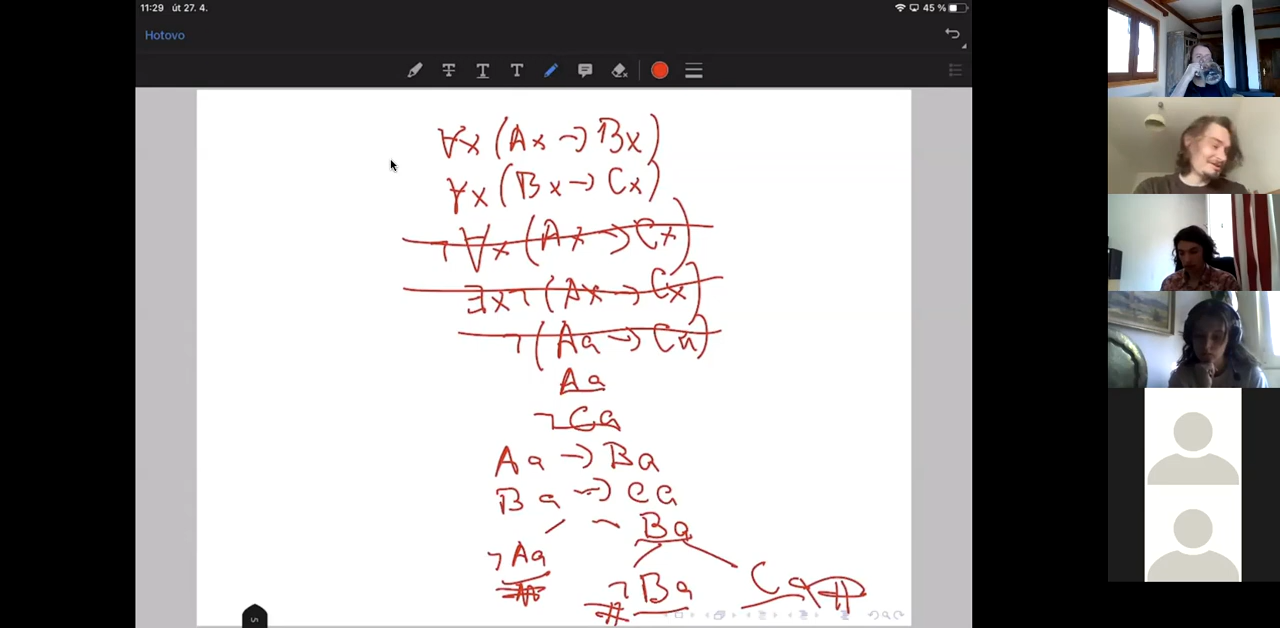 11:29 út 27. 4. 45 %
Hotovo
T T T
∀x (Ax → Bx)
∀x (Bx → Cx)
¬∀x (Ax → Cx)
∃x¬(Ax → Cx)
¬(Aa → Ca)
Aa
¬Ca
Aa → Ba
Ba → Ca
¬Aa Ba
# ¬Ba Ca #
#
5